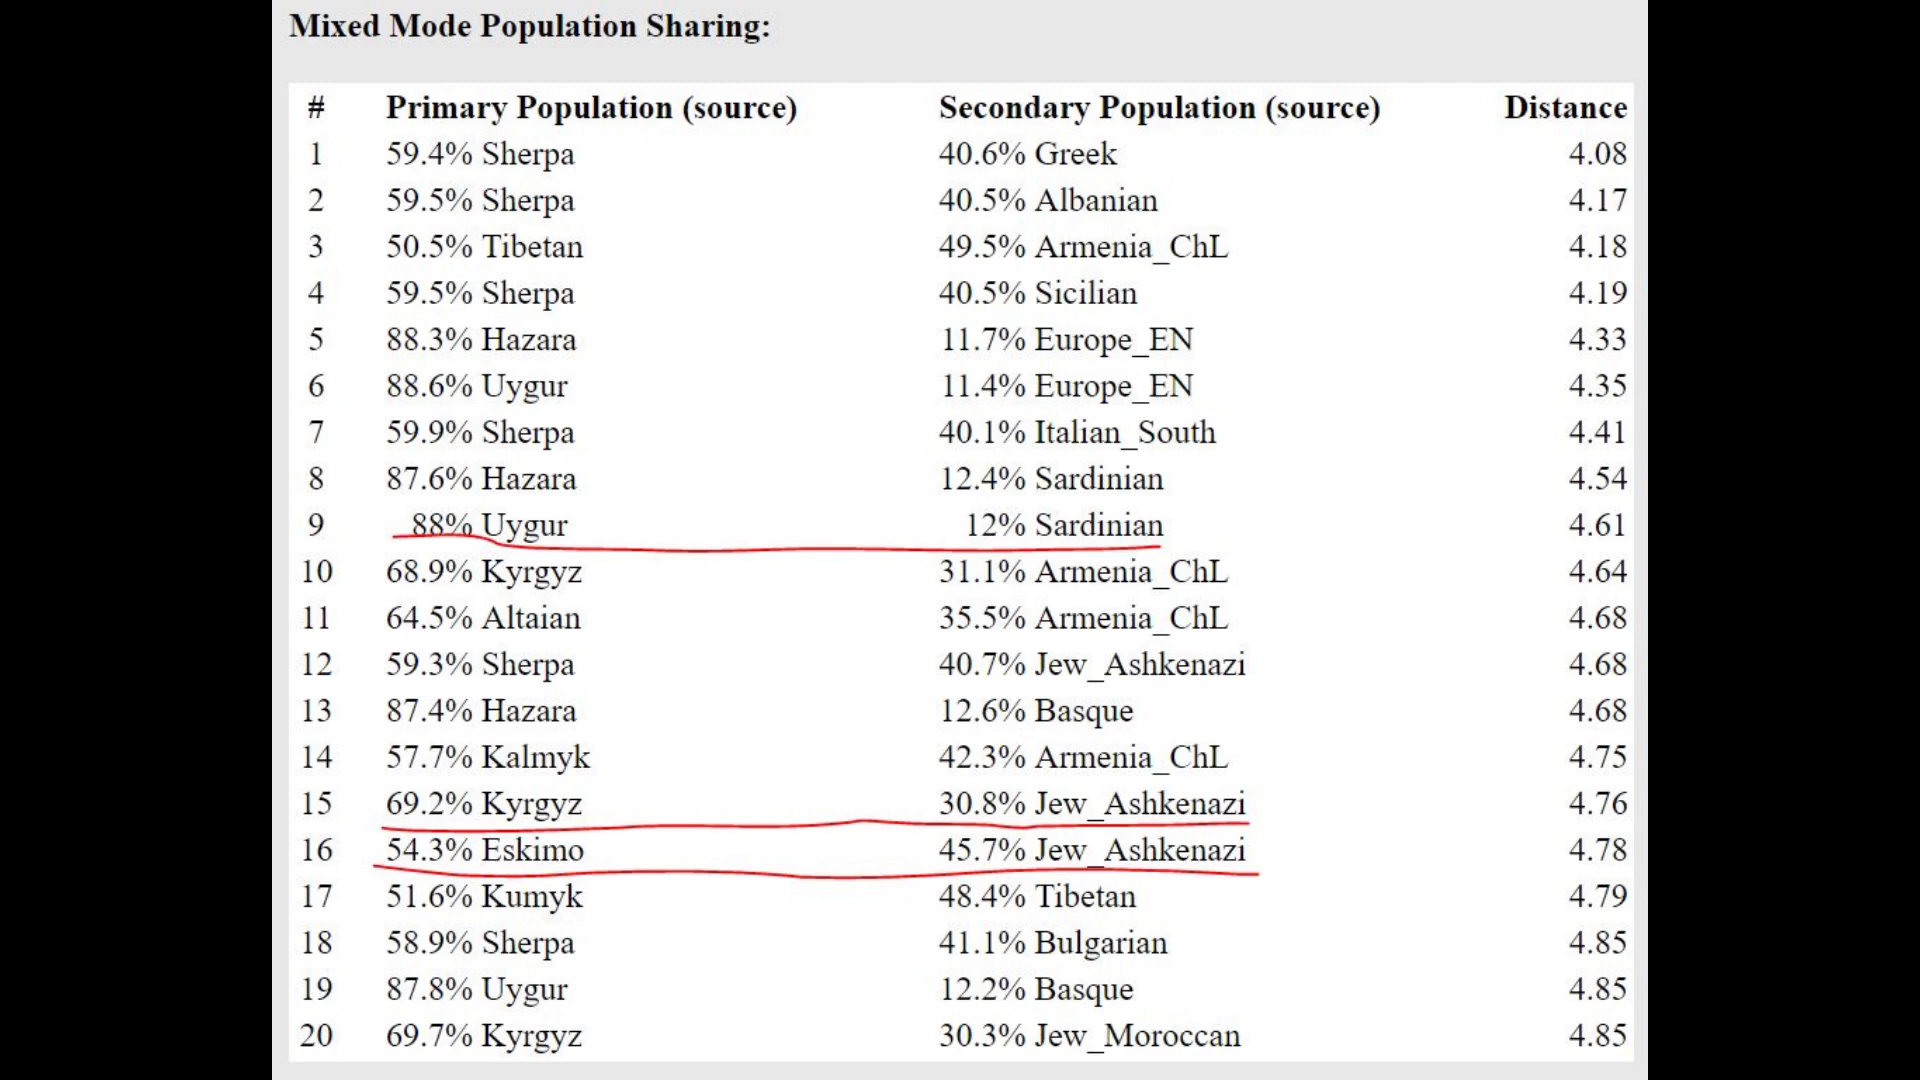 Mixed Mode Population Sharing:
# Primary Population (source) Secondary Population (source) Distance
1 59.4% Sherpa 40.6% Greek 4.08
2 59.5% Sherpa 40.5% Albanian 4.17
3 50.5% Tibetan 49.5% Armenia_ChL 4.18
4 59.5% Sherpa 40.5% Sicilian 4.19
5 88.3% Hazara 11.7% Europe_EN 4.33
6 88.6% Uygur 11.4% Europe_EN 4.35
7 59.9% Sherpa 40.1% Italian_South 4.41
8 87.6% Hazara 12.4% Sardinian 4.54
9 88% Uygur 12% Sardinian 4.61
10 68.9% Kyrgyz 31.1% Armenia_ChL 4.64
11 64.5% Altaian 35.5% Armenia_ChL 4.68
12 59.3% Sherpa 40.7% Jew_Ashkenazi 4.68
13 87.4% Hazara 12.6% Basque 4.68
14 57.7% Kalmyk 42.3% Armenia_ChL 4.75
15 69.2% Kyrgyz 30.8% Jew_Ashkenazi 4.76
16 54.3% Eskimo 45.7% Jew_Ashkenazi 4.78
17 51.6% Kumyk 48.4% Tibetan 4.79
18 58.9% Sherpa 41.1% Bulgarian 4.85
19 87.8% Uygur 12.2% Basque 4.85
20 69.7% Kyrgyz 30.3% Jew_Moroccan 4.85